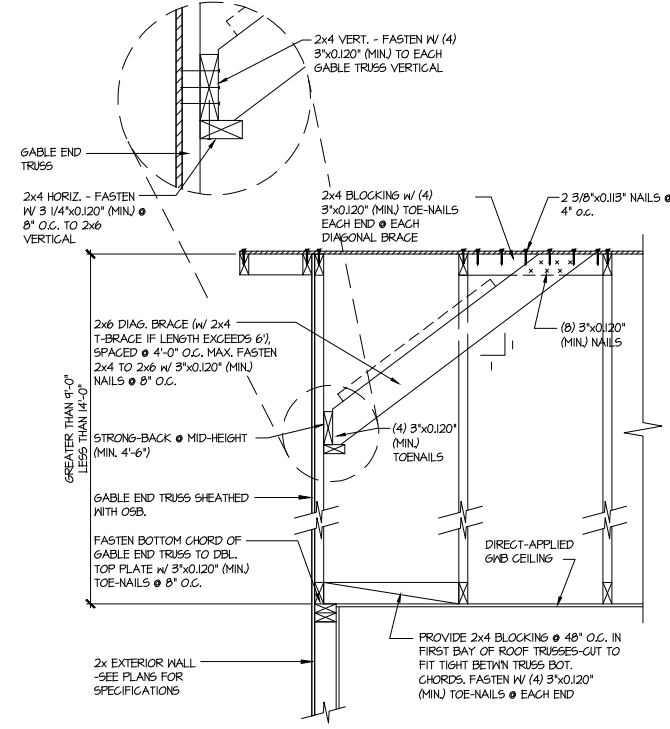 2x4 VERT. - FASTEN W/ (4)
3"x0.120" (MIN.) TO EACH
GABLE TRUSS VERTICAL
GABLE END
TRUSS
2x4 HORIZ. - FASTEN
W/ 3 1/4"x0.120" (MIN.) @
8" O.C. TO 2x6
VERTICAL
2x4 BLOCKING W/ (4)
3"x0.120" (MIN.) TOE-NAILS
EACH END @ EACH
DIAGONAL BRACE
2 3/8"x0.113" NAILS @
4" O.C.
2x6 DIAG. BRACE (W/ 2x4
T-BRACE IF LENGTH EXCEEDS 6'),
SPACED @ 4'-0" O.C. MAX. FASTEN
2x4 TO 2x6 W/ 3"x0.120" (MIN.)
NAILS @ 8" O.C.
(8) 3"x0.120"
(MIN.) NAILS
1
1
GREATER THAN 9'-0"
LESS THAN 14'-0"
STRONG-BACK @ MID-HEIGHT
(MIN. 4'-6")
(4) 3"x0.120"
(MIN.)
TOENAILS
GABLE END TRUSS SHEATHED
WITH OSB.
FASTEN BOTTOM CHORD OF
GABLE END TRUSS TO DBL.
TOP PLATE W/ 3"x0.120" (MIN.)
TOE-NAILS @ 8" O.C.
DIRECT-APPLIED
GWB CEILING
2x EXTERIOR WALL
-SEE PLANS FOR
SPECIFICATIONS
PROVIDE 2x4 BLOCKING @ 48" O.C. IN
FIRST BAY OF ROOF TRUSSES-CUT TO
FIT TIGHT BETW'N TRUSS BOT.
CHORDS. FASTEN W/ (4) 3"x0.120"
(MIN.) TOE-NAILS @ EACH END